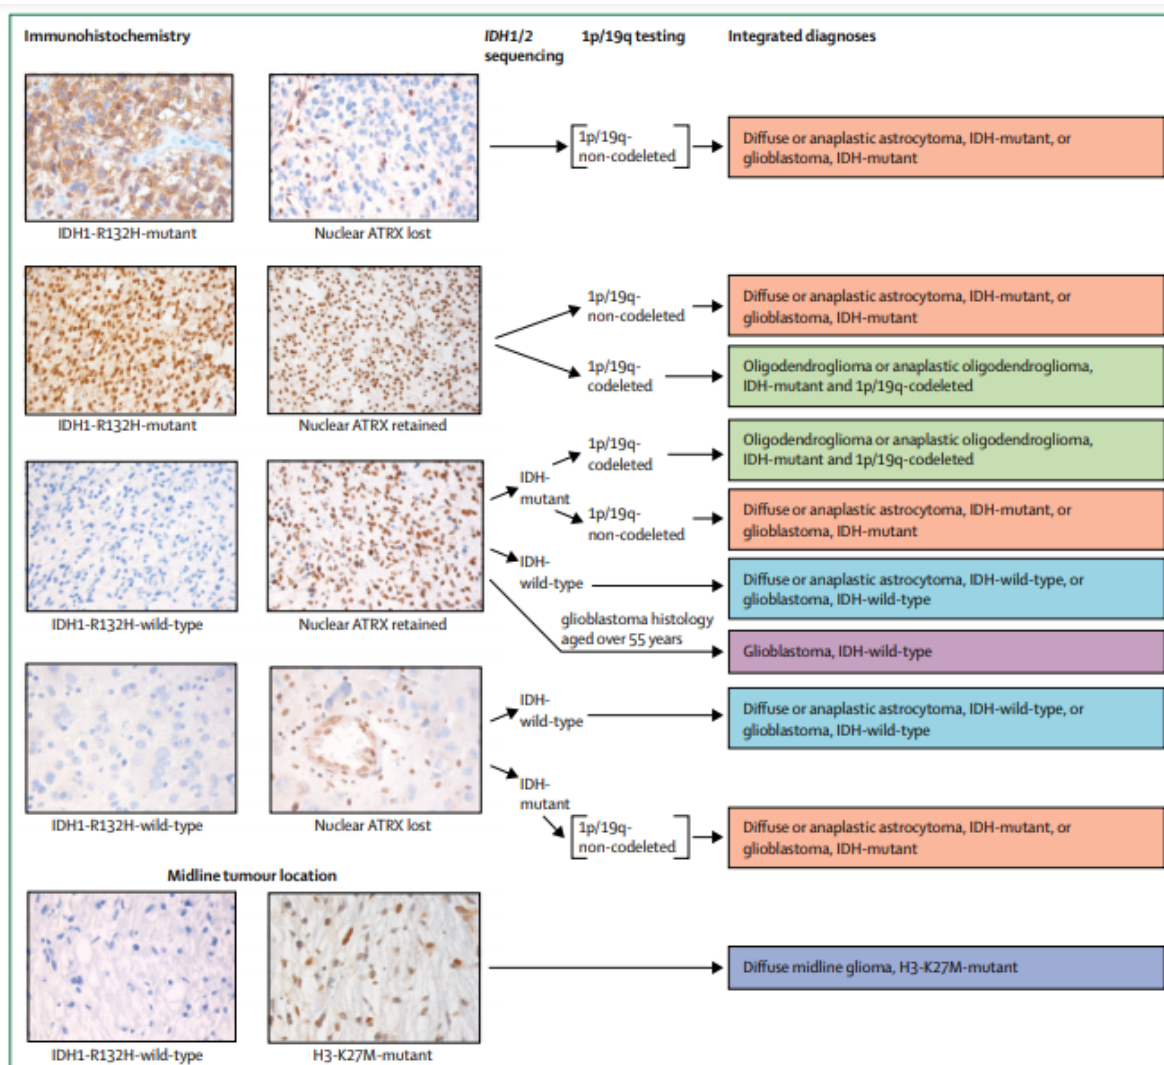 Immunohistochemistry
IDH1/2
sequencing
1p/19q testing
Integrated diagnoses
IDH1-R132H-mutant
Nuclear ATRX lost
1p/19q-
non-codeleted
Diffuse or anaplastic astrocytoma, IDH-mutant, or
glioblastoma, IDH-mutant
IDH1-R132H-mutant
Nuclear ATRX retained
1p/19q-
non-codeleted
Diffuse or anaplastic astrocytoma, IDH-mutant, or
glioblastoma, IDH-mutant
1p/19q-
codeleted
Oligodendroglioma or anaplastic oligodendroglioma,
IDH-mutant and 1p/19q-codeleted
IDH1-R132H-wild-type
Nuclear ATRX retained
IDH-
mutant
1p/19q-
codeleted
Oligodendroglioma or anaplastic oligodendroglioma,
IDH-mutant and 1p/19q-codeleted
1p/19q-
non-codeleted
Diffuse or anaplastic astrocytoma, IDH-mutant, or
glioblastoma, IDH-mutant
IDH-
wild-type
Diffuse or anaplastic astrocytoma, IDH-wild-type, or
glioblastoma, IDH-wild-type
glioblastoma histology
aged over 55 years
Glioblastoma, IDH-wild-type
IDH1-R132H-wild-type
Nuclear ATRX lost
IDH-
wild-type
Diffuse or anaplastic astrocytoma, IDH-wild-type, or
glioblastoma, IDH-wild-type
IDH-
mutant
1p/19q-
non-codeleted
Diffuse or anaplastic astrocytoma, IDH-mutant, or
glioblastoma, IDH-mutant
Midline tumour location
IDH1-R132H-wild-type
H3-K27M-mutant
Diffuse midline glioma, H3-K27M-mutant